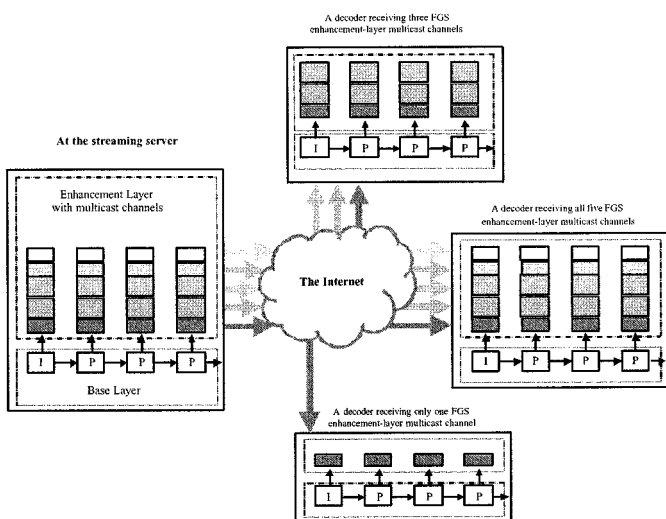 A decoder receiving three FGS
enhancement-layer multicast channels
I
P
P
P
At the streaming server
Enhancement Layer
with multicast channels
I
P
P
P
Base Layer
The Internet
A decoder receiving all five FGS
enhancement-layer multicast channels
I
P
P
P
A decoder receiving only one FGS
enhancement-layer multicast channel
I
P
P
P